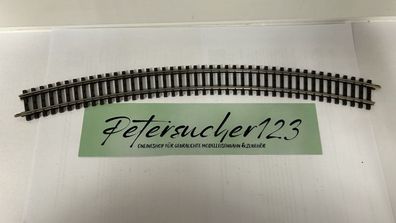 Petersucher123
ONLINESHOP FÜR GEBRAUCHTE MODELLEISENBAHN & ZUBEHÖR